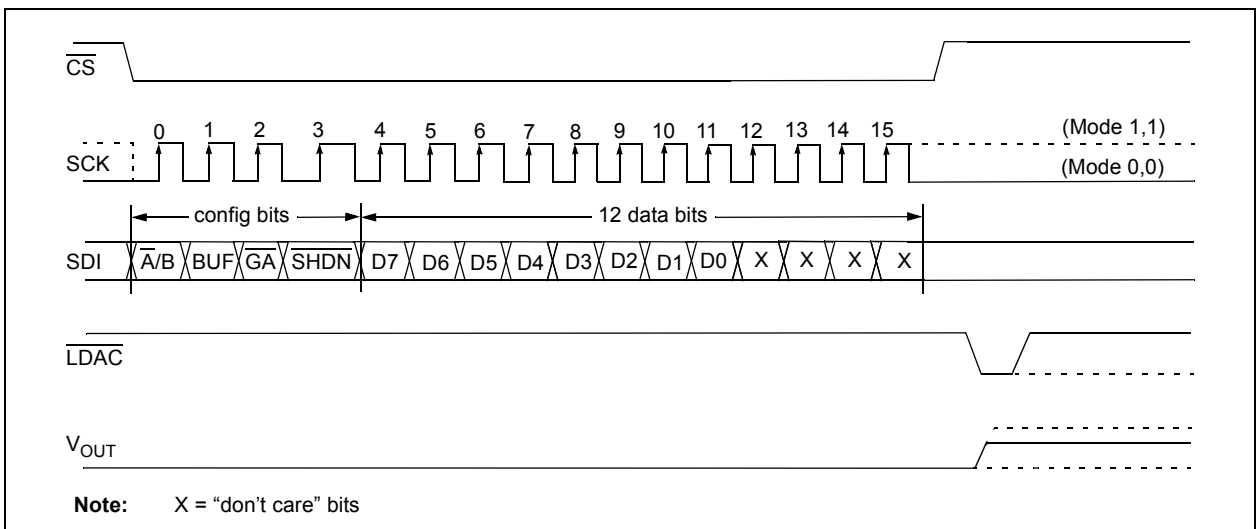 CS
0 1 2 3 4 5 6 7 8 9 10 11 12 13 14 15 (Mode 1,1)
SCK (Mode 0,0)
config bits 12 data bits
SDI A/B BUF GA SHDN D7 D6 D5 D4 D3 D2 D1 D0 X X X X
LDAC
VOUT
Note: X = “don’t care” bits